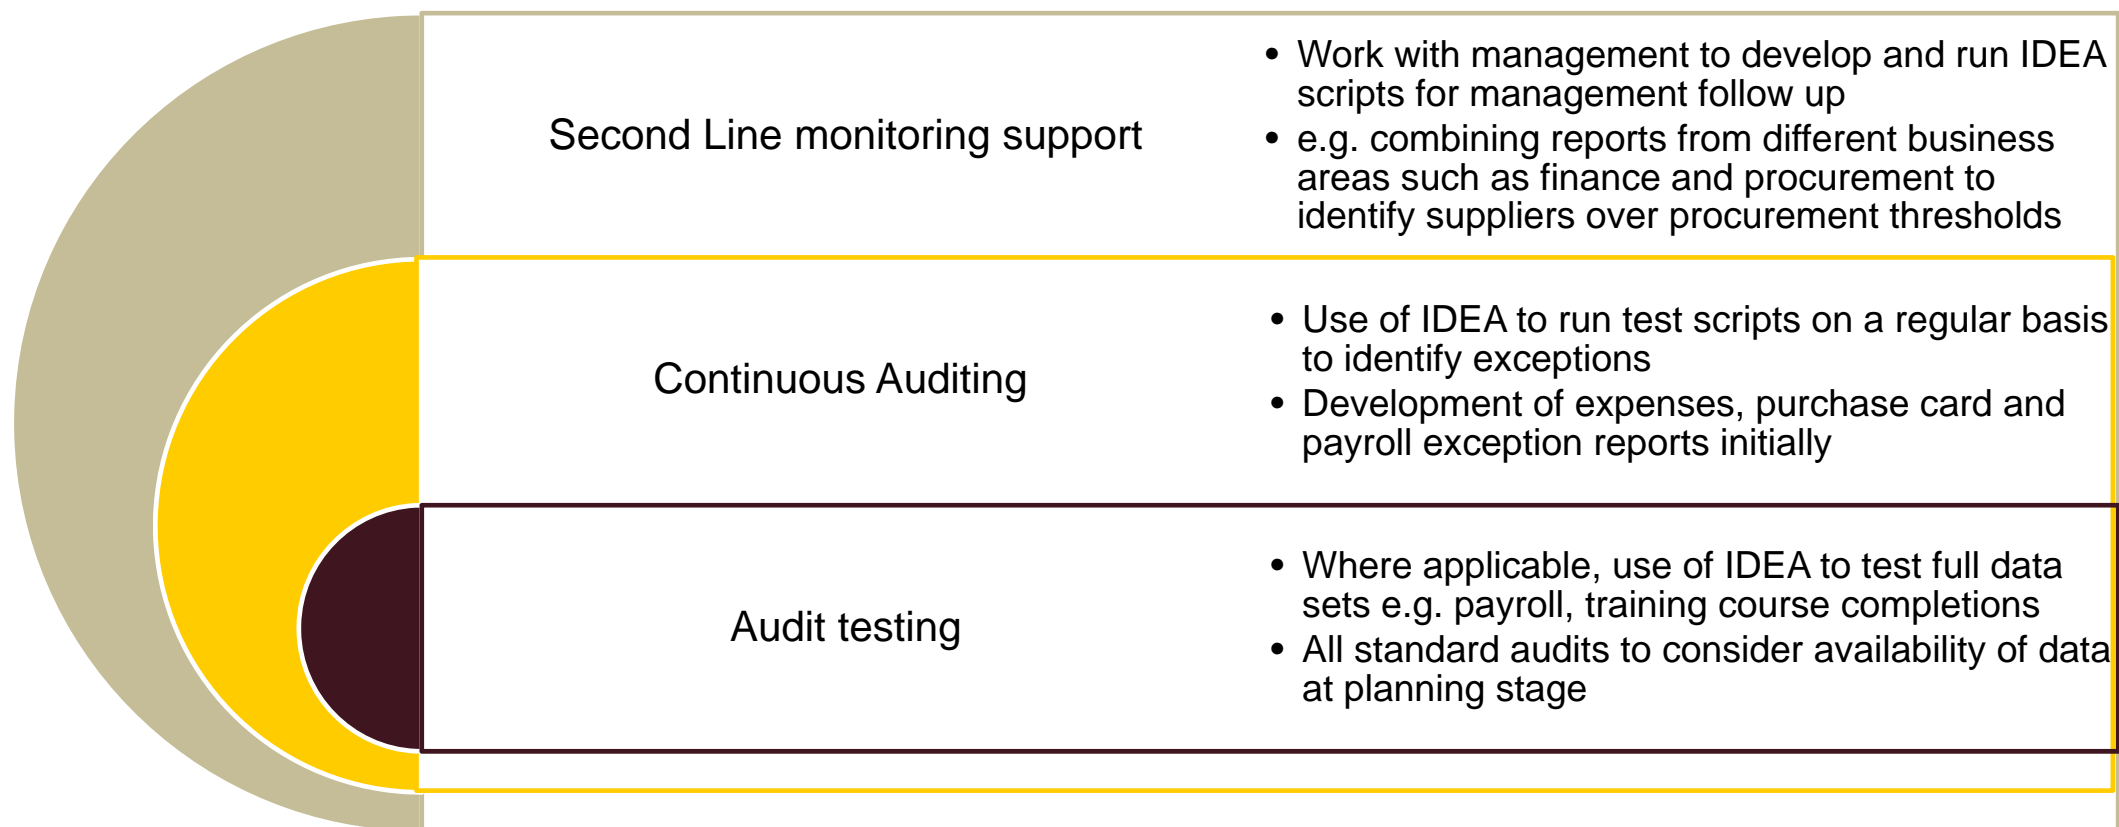 Second Line monitoring support
• Work with management to develop and run IDEA
scripts for management follow up
• e.g. combining reports from different business
areas such as finance and procurement to
identify suppliers over procurement thresholds
Continuous Auditing
• Use of IDEA to run test scripts on a regular basis
to identify exceptions
• Development of expenses, purchase card and
payroll exception reports initially
Audit testing
• Where applicable, use of IDEA to test full data
sets e.g. payroll, training course completions
• All standard audits to consider availability of data
at planning stage